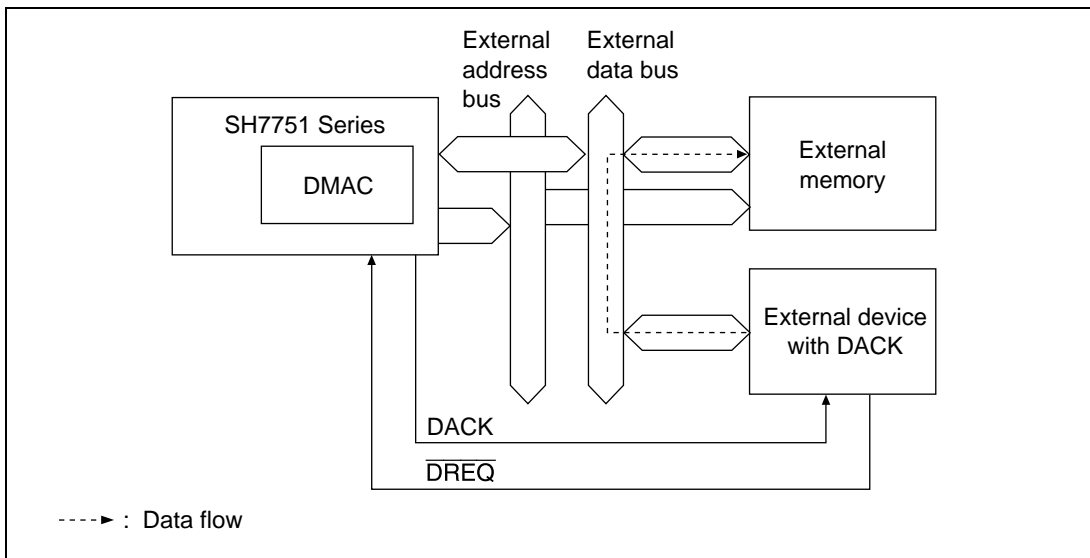 External
address
bus
External
data bus
SH7751 Series
DMAC
External
memory
External device
with DACK
DACK
DREQ
: Data flow